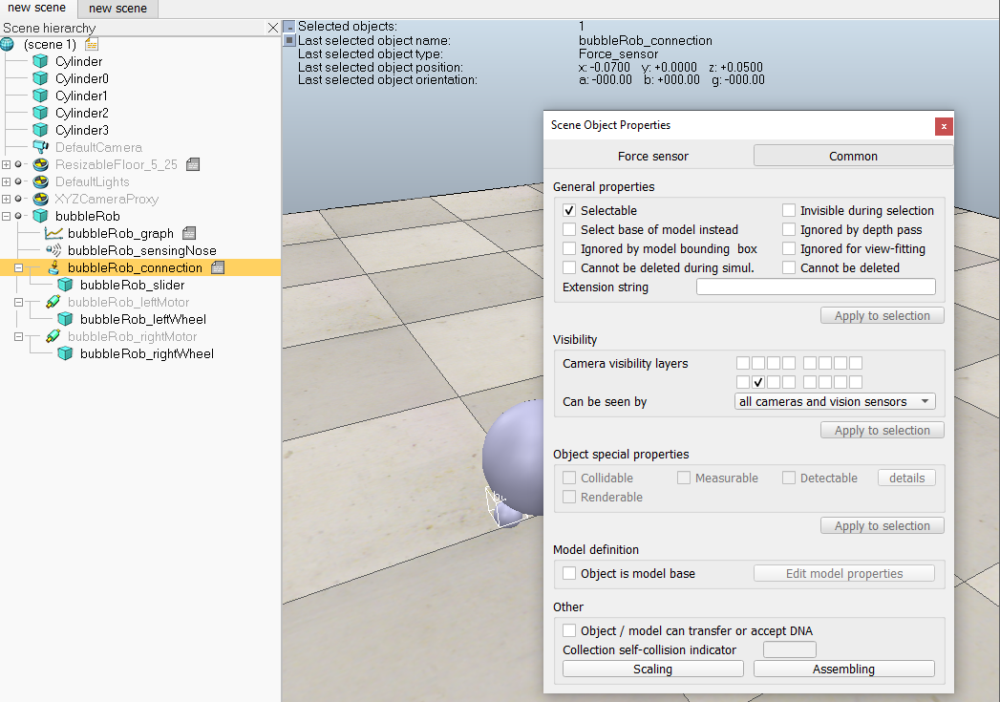 new scene new scene
Scene hierarchy
(scene 1)
Cylinder
Cylinder0
Cylinder1
Cylinder2
Cylinder3
DefaultCamera
ResizableFloor_5_25
DefaultLights
XYZCameraProxy
bubbleRob
bubbleRob_graph
bubbleRob_sensingNose
bubbleRob_connection
bubbleRob_slider
bubbleRob_leftMotor
bubbleRob_leftWheel
bubbleRob_rightMotor
bubbleRob_rightWheel
Selected objects: 1
Last selected object name: bubbleRob_connection
Last selected object type: Force_sensor
Last selected object position: x: -0.0700 y: +0.0000 z: +0.0500
Last selected object orientation: a: -000.00 b: +000.00 g: -000.00
Scene Object Properties
Force sensor Common
General properties
Selectable Invisible during selection
Select base of model instead Ignored by depth pass
Ignored by model bounding box Ignored for view-fitting
Cannot be deleted during simul. Cannot be deleted
Extension string
Apply to selection
Visibility
Camera visibility layers
Can be seen by all cameras and vision sensors
Apply to selection
Object special properties
Collidable Measurable Detectable details
Renderable
Apply to selection
Model definition
Object is model base Edit model properties
Other
Object / model can transfer or accept DNA
Collection self-collision indicator
Scaling Assembling